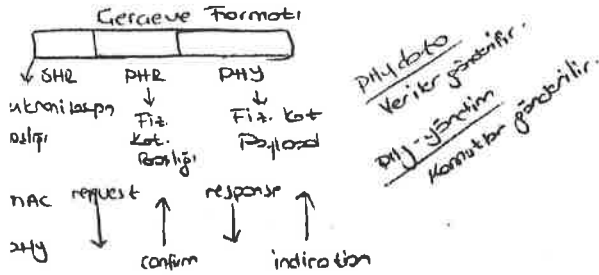 Cerceve Formatı
SHR PHR PHY
Fiz. Fiz. Kat
Kat. Payload
Başlığı
MAC request response
PHY confirm indication
PHY data
Veriler gönderilir.
PHY-yönetim
Komutlar gönderilir.